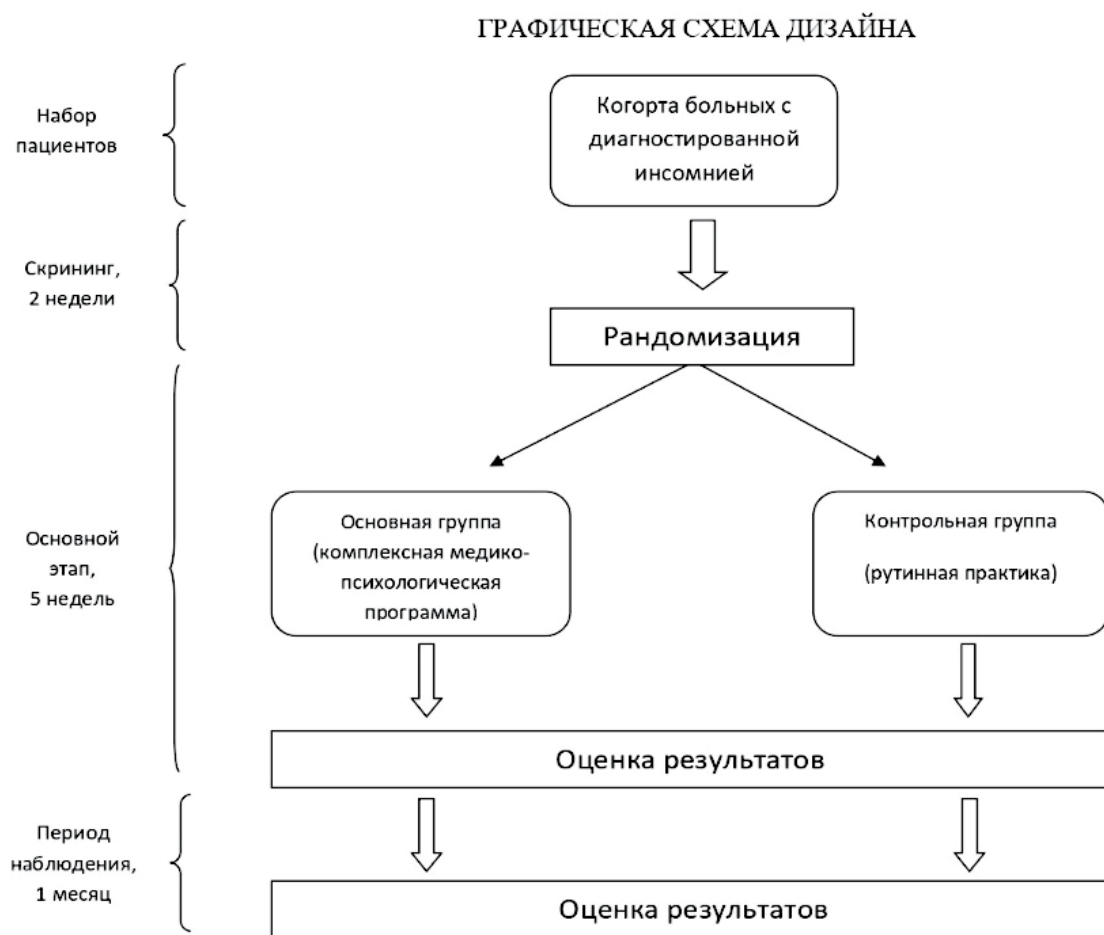 ГРАФИЧЕСКАЯ СХЕМА ДИЗАЙНА
Набор
пациентов
Когорта больных с
диагностированной
инсомнией
Скрининг,
2 недели
Рандомизация
Основной
этап,
5 недель
Основная группа
(комплексная медико-
психологическая
программа)
Контрольная группа
(рутинная практика)
Оценка результатов
Период
наблюдения,
1 месяц
Оценка результатов